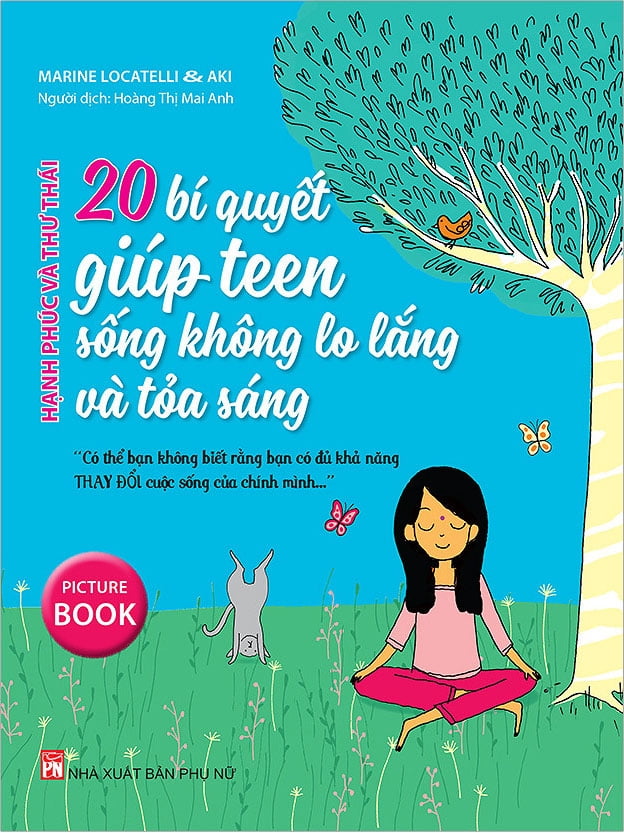 MARINE LOCATELLI & AKI
Người dịch: Hoàng Thị Mai Anh
HẠNH PHÚC VÀ THƯ THÁI
20 bí quyết
giúp teen
sống không lo lắng
và tỏa sáng
“Có thể bạn không biết rằng bạn có đủ khả năng
THAY ĐỔI cuộc sống của chính mình...”
PICTURE
BOOK
PN
NHÀ XUẤT BẢN PHỤ NỮ